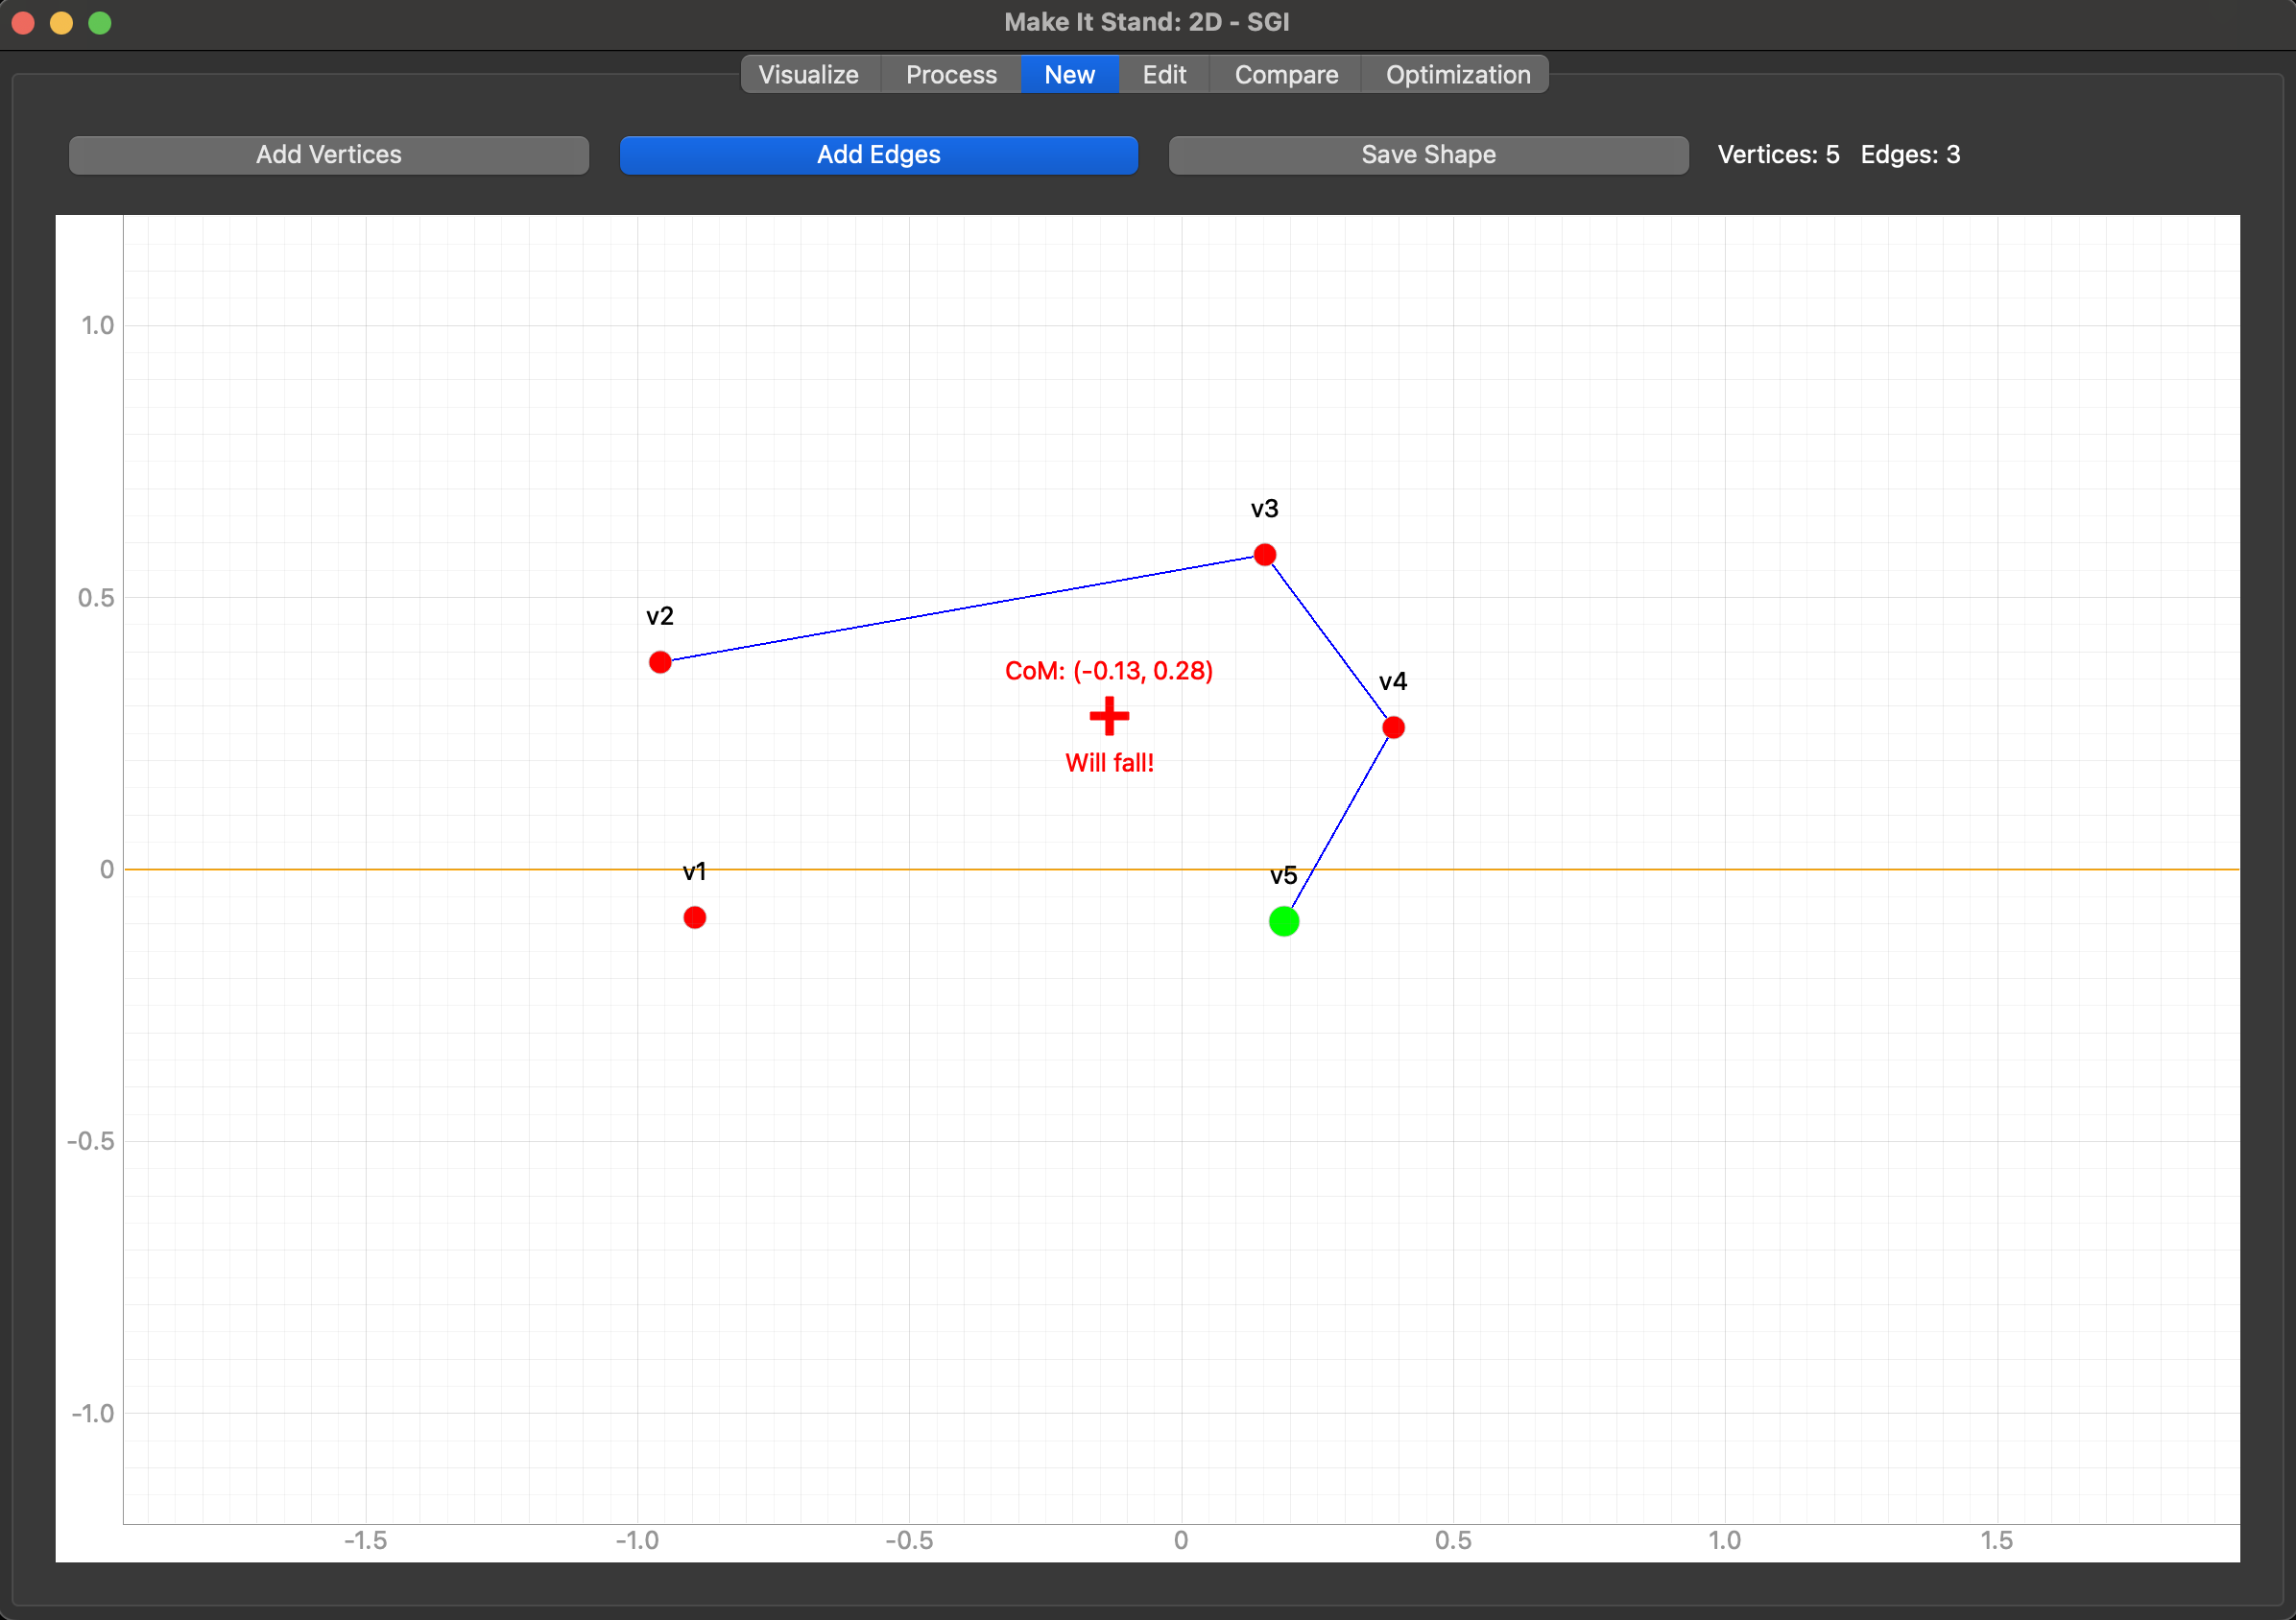 Make It Stand: 2D - SGI
Visualize Process New Edit Compare Optimization
Add Vertices Add Edges Save Shape Vertices: 5 Edges: 3
1.0
v3
0.5
v2
CoM: (-0.13, 0.28)
v4
Will fall!
0
v1
v5
-0.5
-1.0
-1.5 -1.0 -0.5 0 0.5 1.0 1.5